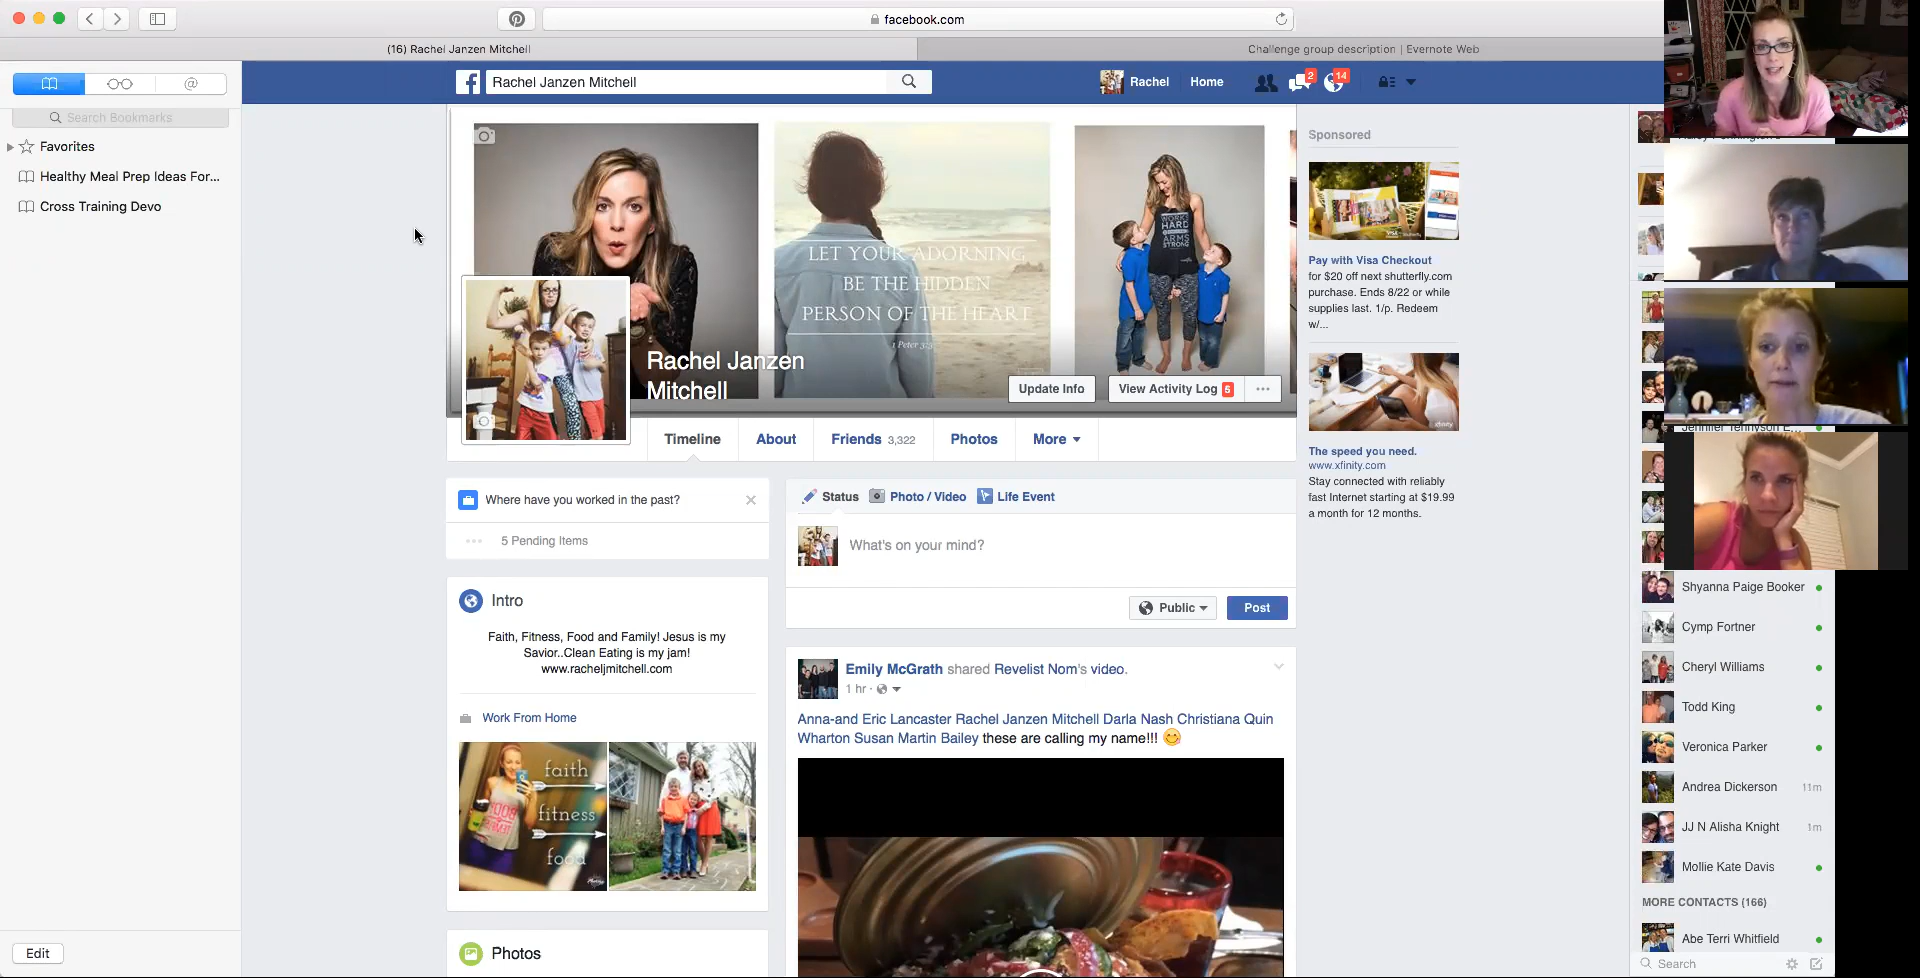 facebook.com
(16) Rachel Janzen Mitchell
Challenge group description | Evernote Web
Search Bookmarks
Favorites
Healthy Meal Prep Ideas For...
Cross Training Devo
Edit
Rachel Janzen Mitchell
Rachel
Home
2
14
WORKS
HARD
ARMS
STRONG
LET YOUR ADORNING
BE THE HIDDEN
PERSON OF THE HEART
1 Peter 3:3
Rachel Janzen
Mitchell
Update Info
View Activity Log 5
Timeline
About
Friends 3,322
Photos
More
Where have you worked in the past?
5 Pending Items
Intro
Faith, Fitness, Food and Family! Jesus is my
Savior..Clean Eating is my jam!
www.racheljmitchell.com
Work From Home
faith
fitness
food
Photos
Status
Photo / Video
Life Event
What's on your mind?
Public
Post
Emily McGrath shared Revelist Nom's video.
1 hr
Anna-and Eric Lancaster Rachel Janzen Mitchell Darla Nash Christiana Quin
Wharton Susan Martin Bailey these are calling my name!!!
Sponsored
Pay with Visa Checkout
for $20 off next shutterfly.com
purchase. Ends 8/22 or while
supplies last. 1/p. Redeem
w/...
xfinity
The speed you need.
www.xfinity.com
Stay connected with reliably
fast Internet starting at $19.99
a month for 12 months.
Jennifer Tennyson E...
Shyanna Paige Booker
Cymp Fortner
Cheryl Williams
Todd King
Veronica Parker
Andrea Dickerson 11m
JJ N Alisha Knight 1m
Mollie Kate Davis
MORE CONTACTS (166)
Abe Terri Whitfield
Search